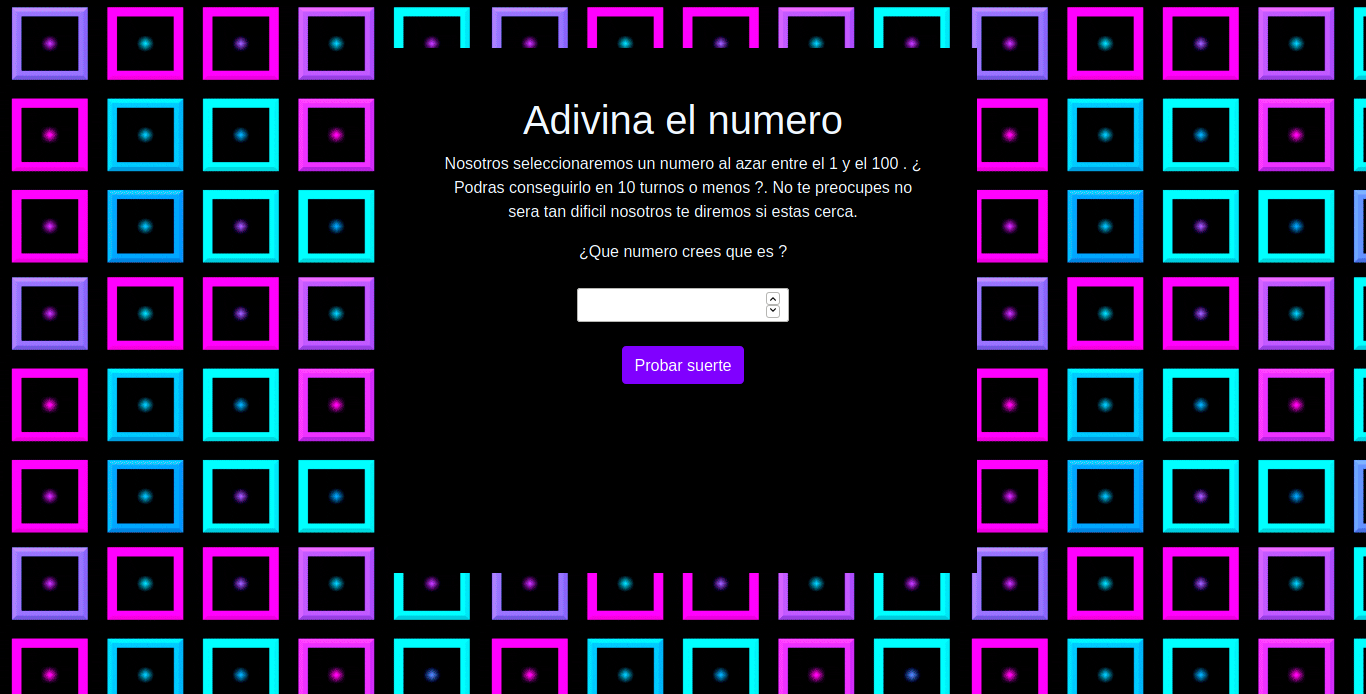 Adivina el numero
Nosotros seleccionaremos un numero al azar entre el 1 y el 100 . ¿
Podras conseguirlo en 10 turnos o menos ?. No te preocupes no
sera tan dificil nosotros te diremos si estas cerca.
¿Que numero crees que es ?
Probar suerte